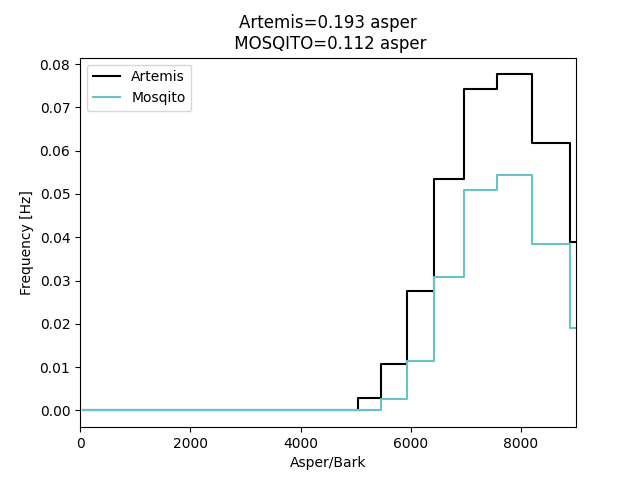 Artemis=0.193 asper
MOSQITO=0.112 asper
Artemis
Mosqito
0.08
0.07
0.06
0.05
0.04
0.03
0.02
0.01
0.00
Frequency [Hz]
0 2000 4000 6000 8000
Asper/Bark